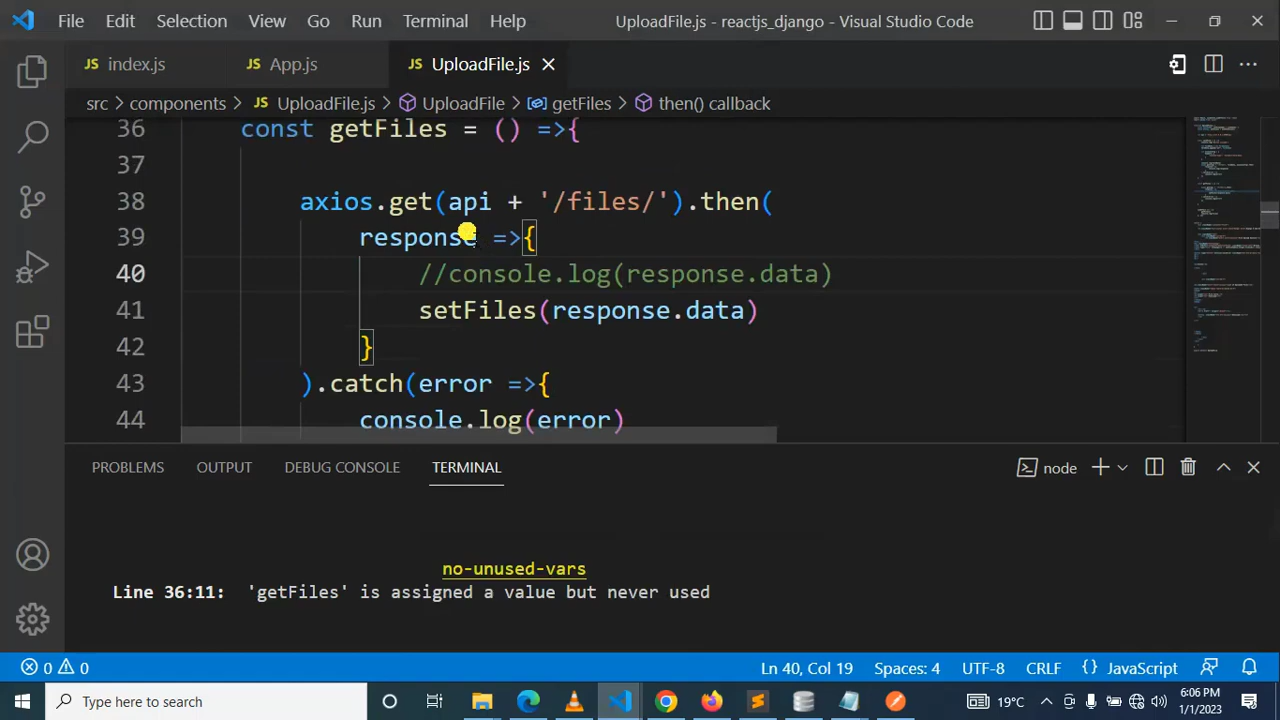 File Edit Selection View Go Run Terminal Help UploadFile.js - reactjs_django - Visual Studio Code
JS index.js JS App.js JS UploadFile.js
src > components > JS UploadFile.js > UploadFile > getFiles > then() callback
36 const getFiles = () =>{
37
38 axios.get(api + '/files/').then(
39 response =>{
40 //console.log(response.data)
41 setFiles(response.data)
42 }
43 ).catch(error =>{
44 console.log(error)
PROBLEMS OUTPUT DEBUG CONSOLE TERMINAL node
no-unused-vars
Line 36:11: 'getFiles' is assigned a value but never used
0 0 Ln 40, Col 19 Spaces: 4 UTF-8 CRLF {} JavaScript
Type here to search 19°C 6:06 PM
1/1/2023